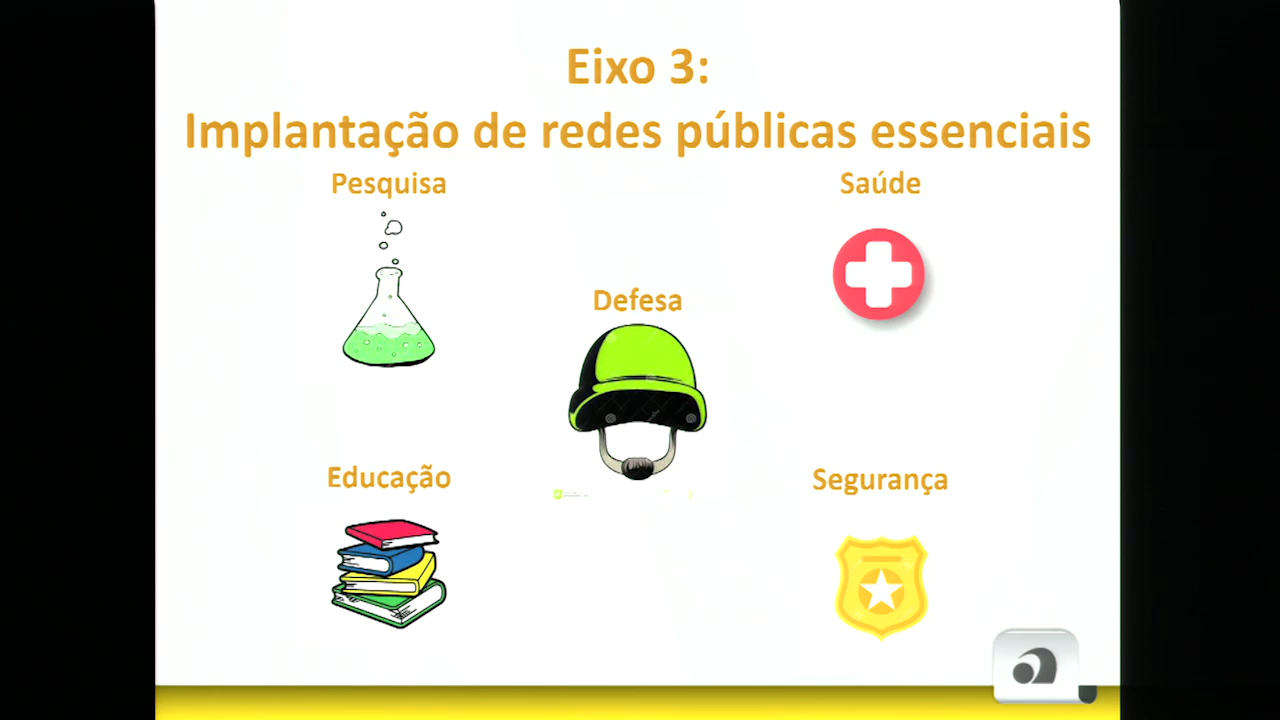 Eixo 3:
Implantação de redes públicas essenciais
Pesquisa
Saúde
Defesa
Educação
Segurança